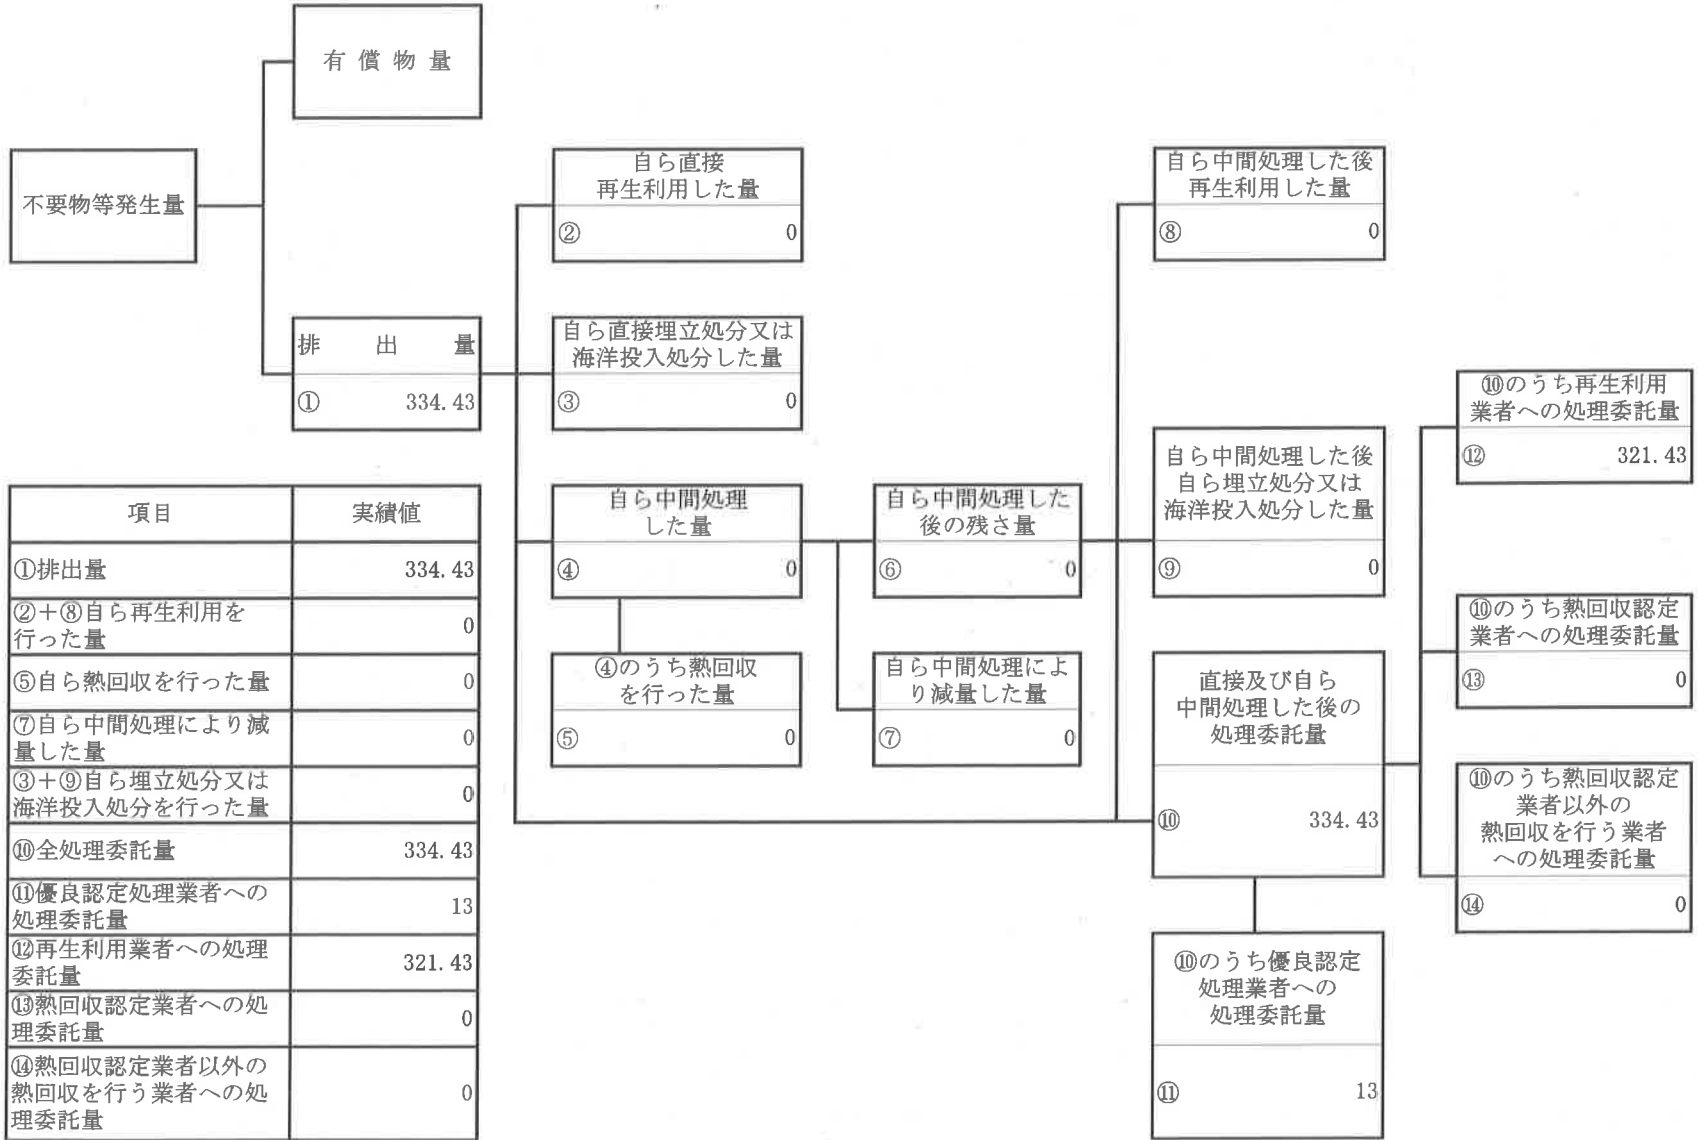 有償物量
不要物等発生量
排出量
① 334.43
自ら直接
再生利用した量
② 0
自ら直接埋立処分又は
海洋投入処分した量
③ 0
自ら中間処理
した量
④ 0
④のうち熱回収
を行った量
⑤ 0
自ら中間処理した
後の残さ量
⑥ 0
自ら中間処理によ
り減量した量
⑦ 0
自ら中間処理した後
再生利用した量
⑧ 0
自ら中間処理した後
自ら埋立処分又は
海洋投入処分した量
⑨ 0
直接及び自ら
中間処理した後の
処理委託量
⑩ 334.43
⑩のうち優良認定
処理業者への
処理委託量
⑪ 13
⑩のうち再生利用
業者への処理委託量
⑫ 321.43
⑩のうち熱回収認定
業者への処理委託量
⑬ 0
⑩のうち熱回収認定
業者以外の
熱回収を行う業者
への処理委託量
⑭ 0
項目 実績値
①排出量 334.43
②+⑧自ら再生利用を
行った量 0
⑤自ら熱回収を行った量 0
⑦自ら中間処理により減
量した量 0
③+⑨自ら埋立処分又は
海洋投入処分を行った量 0
⑩全処理委託量 334.43
⑪優良認定処理業者への
処理委託量 13
⑫再生利用業者への処理
委託量 321.43
⑬熱回収認定業者への処
理委託量 0
⑭熱回収認定業者以外の
熱回収を行う業者への処
理委託量 0